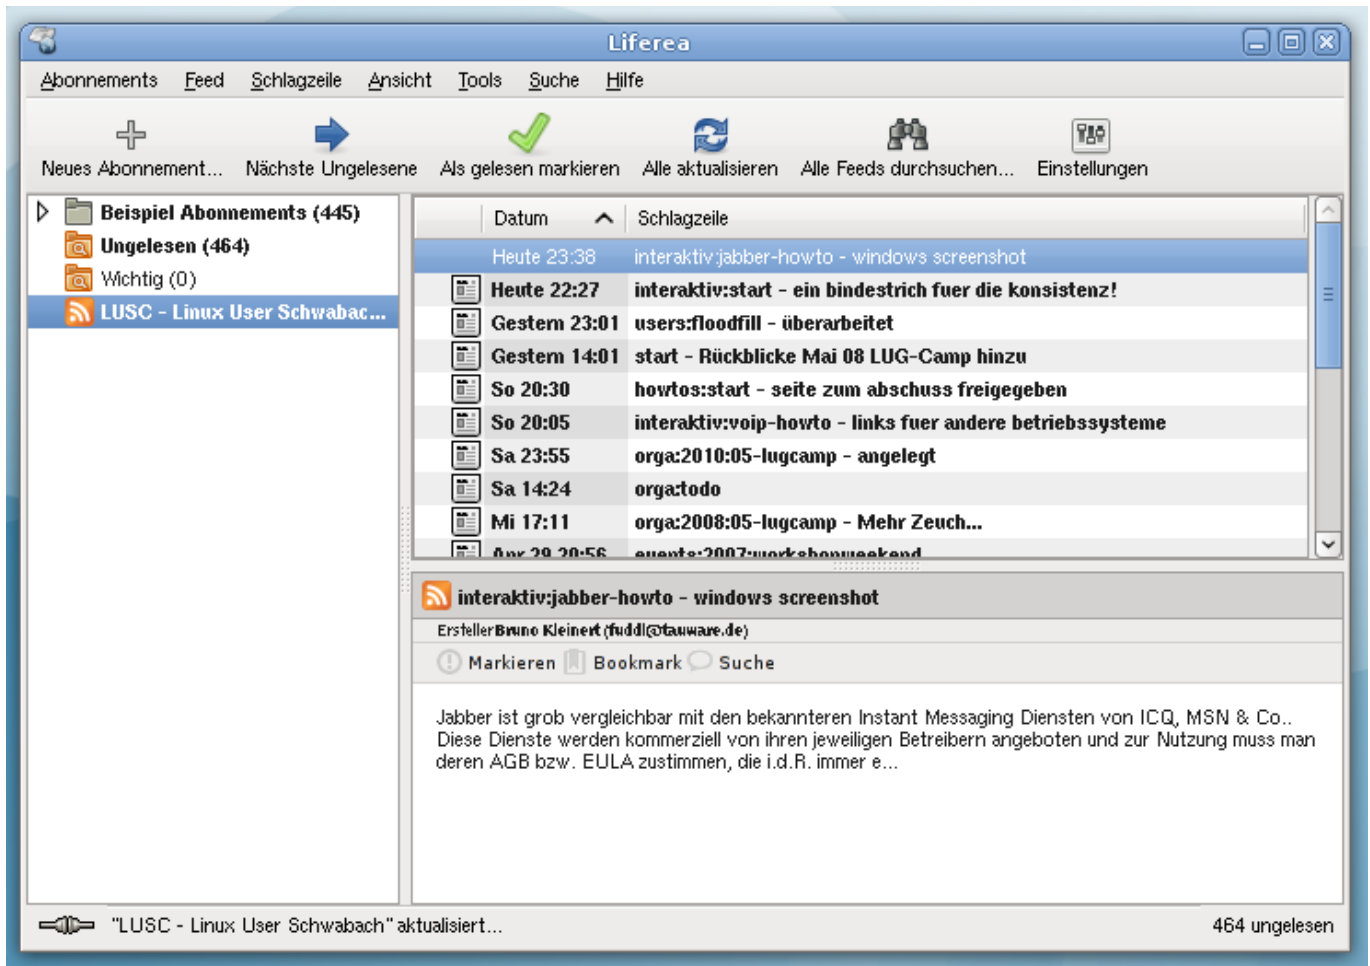 Liferea
Abonnements Feed Schlagzeile Ansicht Tools Suche Hilfe
Neues Abonnement... Nächste Ungelesene Als gelesen markieren Alle aktualisieren Alle Feeds durchsuchen... Einstellungen
Beispiel Abonnements (445)
Ungelesen (464)
Wichtig (0)
LUSC - Linux User Schwabac...
Datum Schlagzeile
Heute 23:38 interaktiv:jabber-howto - windows screenshot
Heute 22:27 interaktiv:start - ein bindestrich fuer die konsistenz!
Gestern 23:01 users:floodfill - überarbeitet
Gestern 14:01 start - Rückblicke Mai 08 LUG-Camp hinzu
So 20:30 howtos:start - seite zum abschuss freigegeben
So 20:05 interaktiv:voip-howto - links fuer andere betriebssysteme
Sa 23:55 orga:2010:05-lugcamp - angelegt
Sa 14:24 orga:todo
Mi 17:11 orga:2008:05-lugcamp - Mehr Zeuch...
Apr 29 20:56 events:2007:workshopweekend
interaktiv:jabber-howto - windows screenshot
Ersteller Bruno Kleinert (fuddl@tauware.de)
Markieren Bookmark Suche
Jabber ist grob vergleichbar mit den bekannteren Instant Messaging Diensten von ICQ, MSN & Co..
Diese Dienste werden kommerziell von ihren jeweiligen Betreibern angeboten und zur Nutzung muss man
deren AGB bzw. EULA zustimmen, die i.d.R. immer e...
"LUSC - Linux User Schwabach" aktualisiert... 464 ungelesen